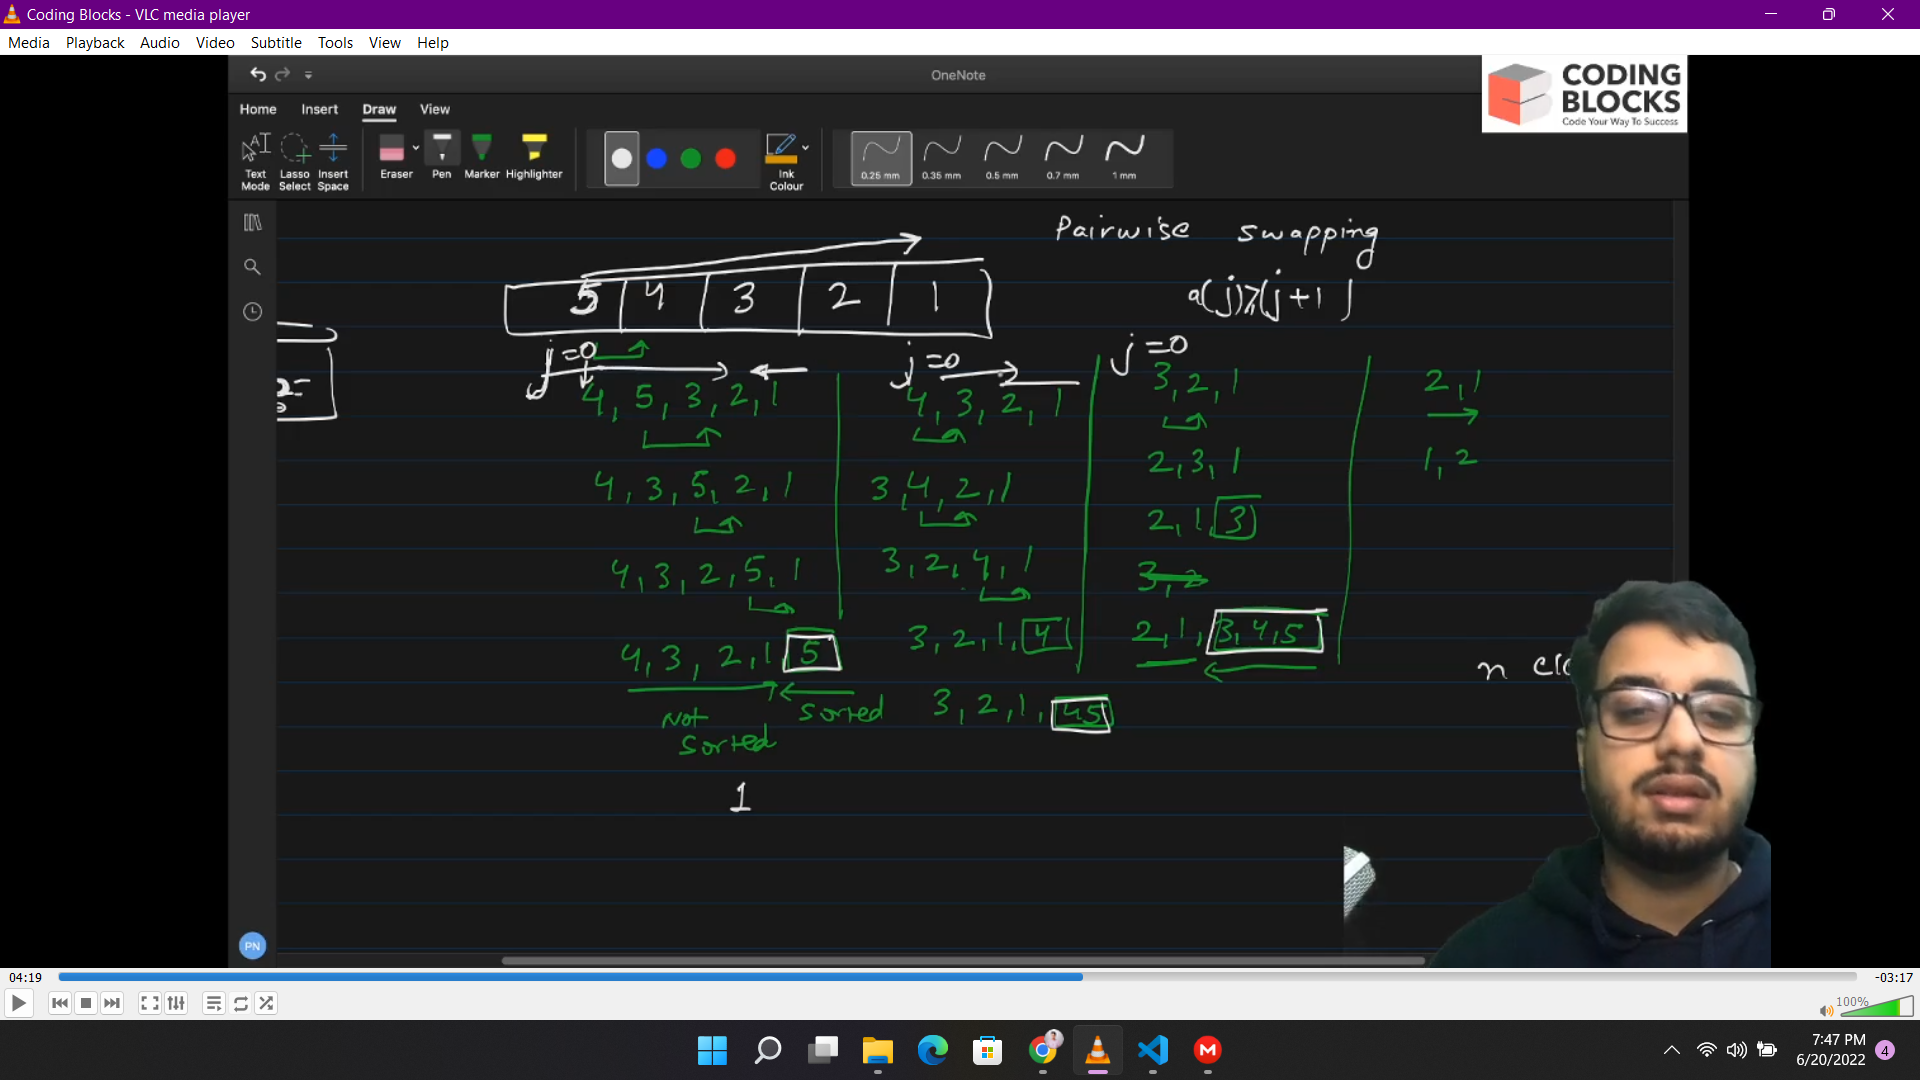 Coding Blocks - VLC media player
Media Playback Audio Video Subtitle Tools View Help
OneNote
CODING
BLOCKS
Code Your Way To Success
Home Insert Draw View
Text Mode
Lasso Select
Insert Space
Eraser
Pen
Marker
Highlighter
Ink Colour
0.25 mm
0.35 mm
0.5 mm
0.7 mm
1 mm
Pairwise swapping
a(j)>(j+1)
5 4 3 2 1
j=0
4, 5, 3, 2, 1
4, 3, 5, 2, 1
4, 3, 2, 5, 1
4, 3, 2, 1 5
Not sorted
sorted
1
j=0
4, 3, 2, 1
3, 4, 2, 1
3, 2, 4, 1
3, 2, 1, 4
3, 2, 1, 45
j=0
3, 2, 1
2, 3, 1
2, 1, 3
3, 2
2, 1, 3, 4, 5
2, 1
1, 2
n
PN
04:19
-03:17
100%
7:47 PM
6/20/2022
4